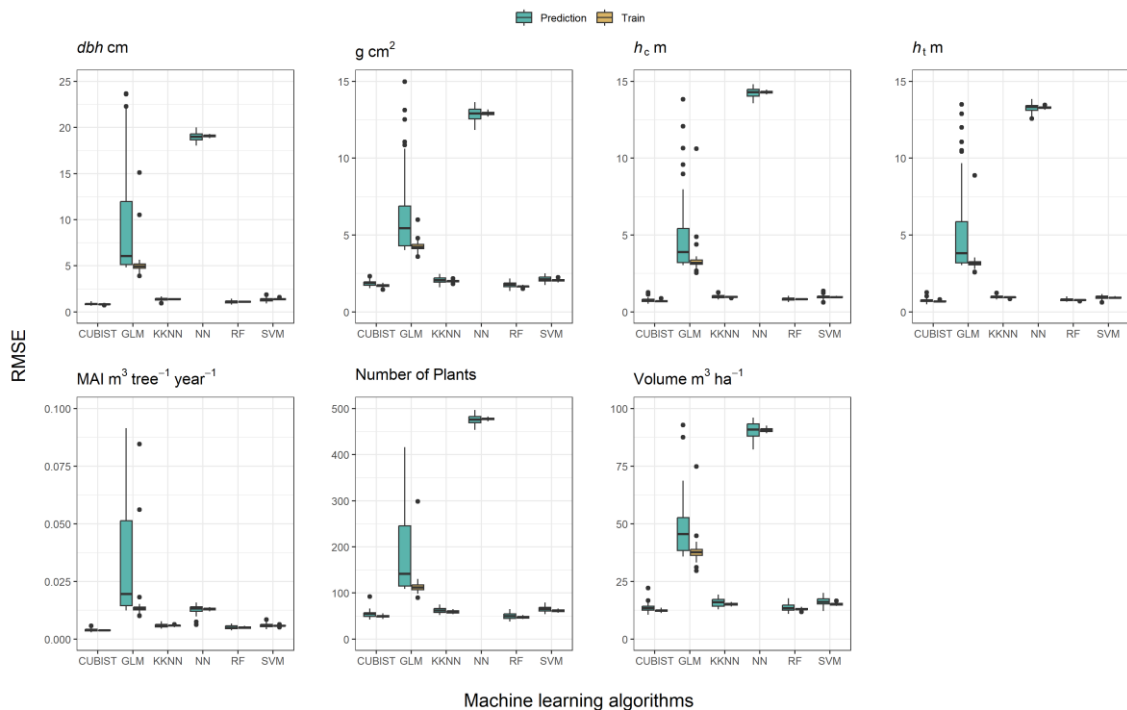 Prediction Train
dbh cm
g cm²
h_c m
h_t m
25
20
15
10
5
0
15
10
5
0
15
10
5
0
15
10
5
0
CUBIST GLM KKNN NN RF SVM
CUBIST GLM KKNN NN RF SVM
CUBIST GLM KKNN NN RF SVM
CUBIST GLM KKNN NN RF SVM
RMSE
MAI m³ tree⁻¹ year⁻¹
Number of Plants
Volume m³ ha⁻¹
0.100
0.075
0.050
0.025
0.000
500
400
300
200
100
0
100
75
50
25
0
CUBIST GLM KKNN NN RF SVM
CUBIST GLM KKNN NN RF SVM
CUBIST GLM KKNN NN RF SVM
Machine learning algorithms